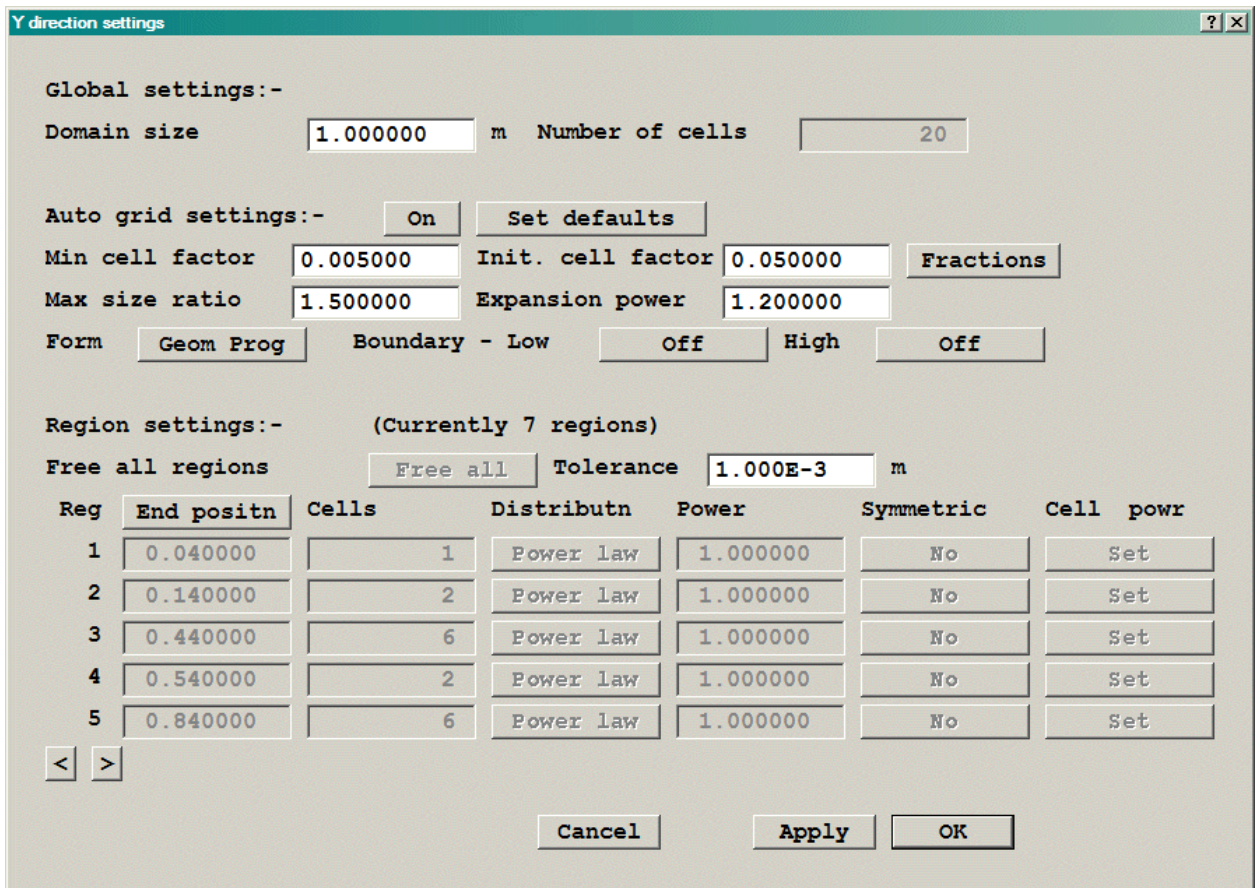 Y direction settings ? X
Global settings:-
Domain size 1.000000 m Number of cells 20
Auto grid settings:- On Set defaults
Min cell factor 0.005000 Init. cell factor 0.050000 Fractions
Max size ratio 1.500000 Expansion power 1.200000
Form Geom Prog Boundary - Low Off High Off
Region settings:- (Currently 7 regions)
Free all regions Free all Tolerance 1.000E-3 m
Reg End positn Cells Distributn Power Symmetric Cell powr
1 0.040000 1 Power law 1.000000 No Set
2 0.140000 2 Power law 1.000000 No Set
3 0.440000 6 Power law 1.000000 No Set
4 0.540000 2 Power law 1.000000 No Set
5 0.840000 6 Power law 1.000000 No Set
< >
Cancel Apply OK